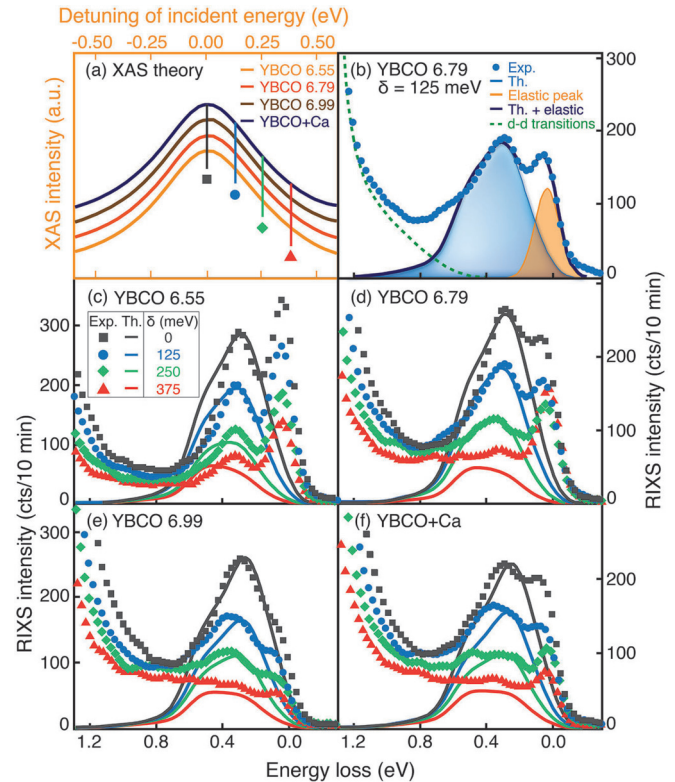 Detuning of incident energy (eV)
-0.50 -0.25 0.00 0.25 0.50
(a) XAS theory
YBCO 6.55
YBCO 6.79
YBCO 6.99
YBCO+Ca
XAS intensity (a.u.)
(b) YBCO 6.79
δ = 125 meV
Exp.
Th.
Elastic peak
Th. + elastic
d-d transitions
300
200
100
0
(c) YBCO 6.55
Exp. Th. δ (meV)
0
125
250
375
300
200
100
0
(d) YBCO 6.79
200
100
0
RIXS intensity (cts/10 min)
RIXS intensity (cts/10 min)
(e) YBCO 6.99
300
200
100
0
(f) YBCO+Ca
200
100
0
1.2 0.8 0.4 0.0 1.2 0.8 0.4 0.0
Energy loss (eV)